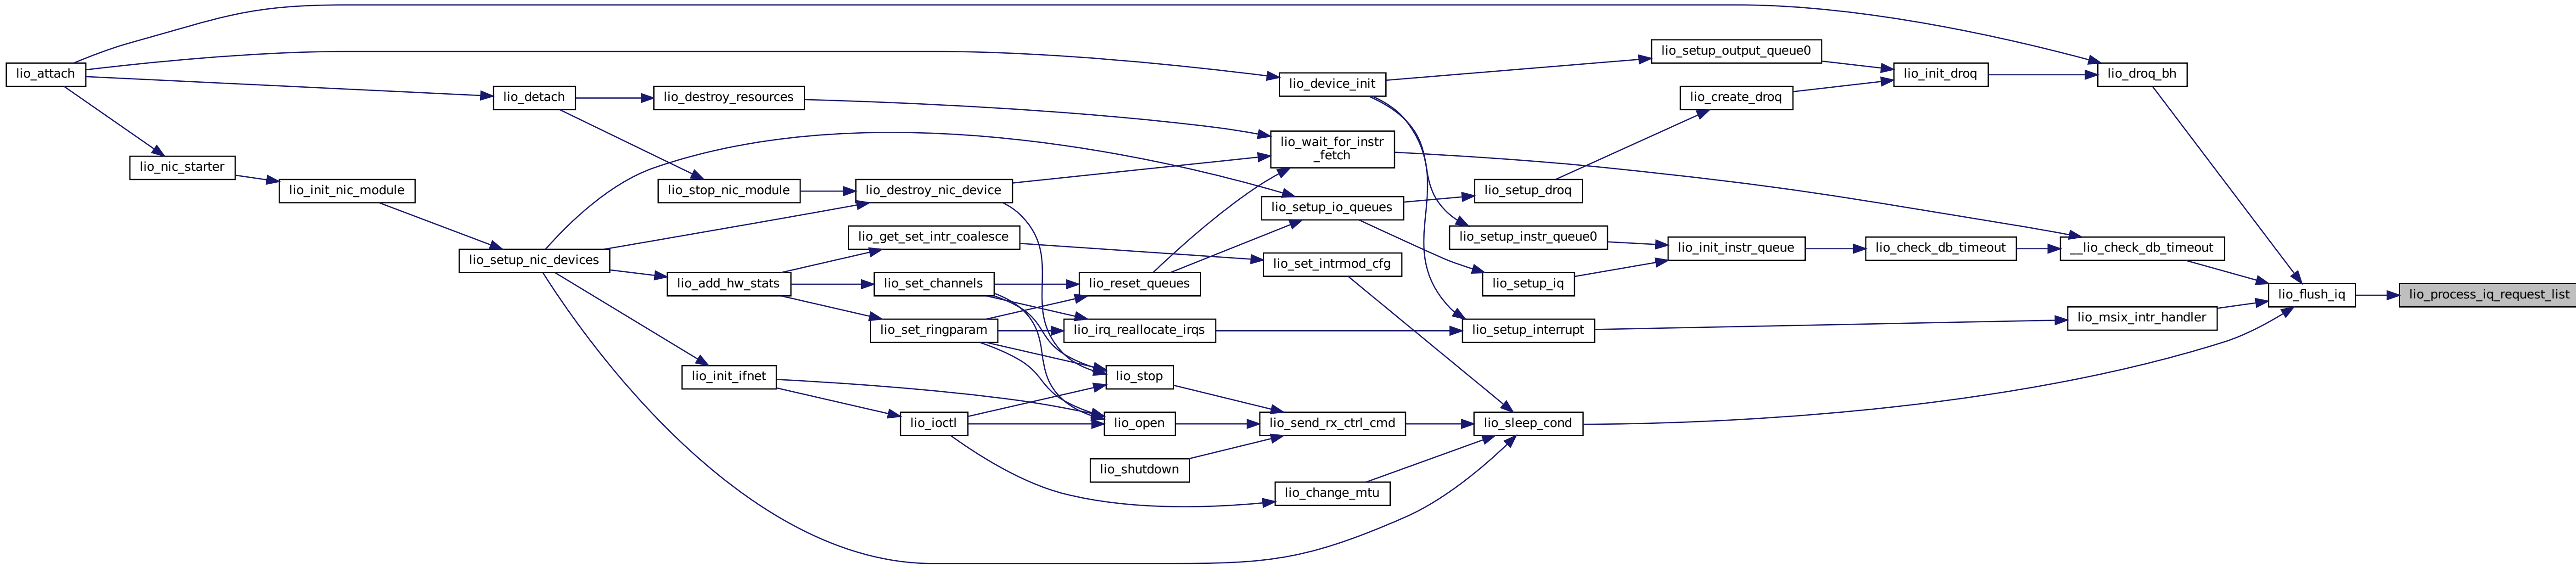 lio_attach
lio_nic_starter
lio_init_nic_module
lio_detach
lio_setup_nic_devices
lio_destroy_resources
lio_stop_nic_module
lio_add_hw_stats
lio_init_ifnet
lio_destroy_nic_device
lio_get_set_intr_coalesce
lio_set_channels
lio_set_ringparam
lio_ioctl
lio_reset_queues
lio_irq_reallocate_irqs
lio_stop
lio_open
lio_shutdown
lio_device_init
lio_wait_for_instr
_fetch
lio_setup_io_queues
lio_set_intrmod_cfg
lio_send_rx_ctrl_cmd
lio_change_mtu
lio_setup_droq
lio_setup_instr_queue0
lio_setup_iq
lio_setup_interrupt
lio_sleep_cond
lio_setup_output_queue0
lio_create_droq
lio_init_instr_queue
lio_init_droq
lio_check_db_timeout
lio_droq_bh
__lio_check_db_timeout
lio_msix_intr_handler
lio_flush_iq
lio_process_iq_request_list